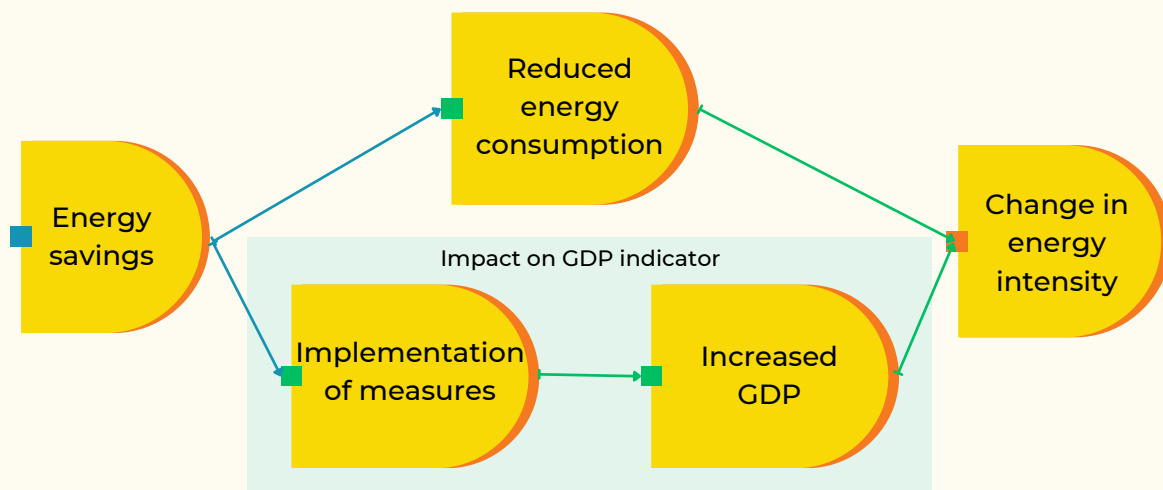 Reduced
energy
consumption
Energy
savings
Change in
energy
intensity
Impact on GDP indicator
Implementation
of measures
Increased
GDP